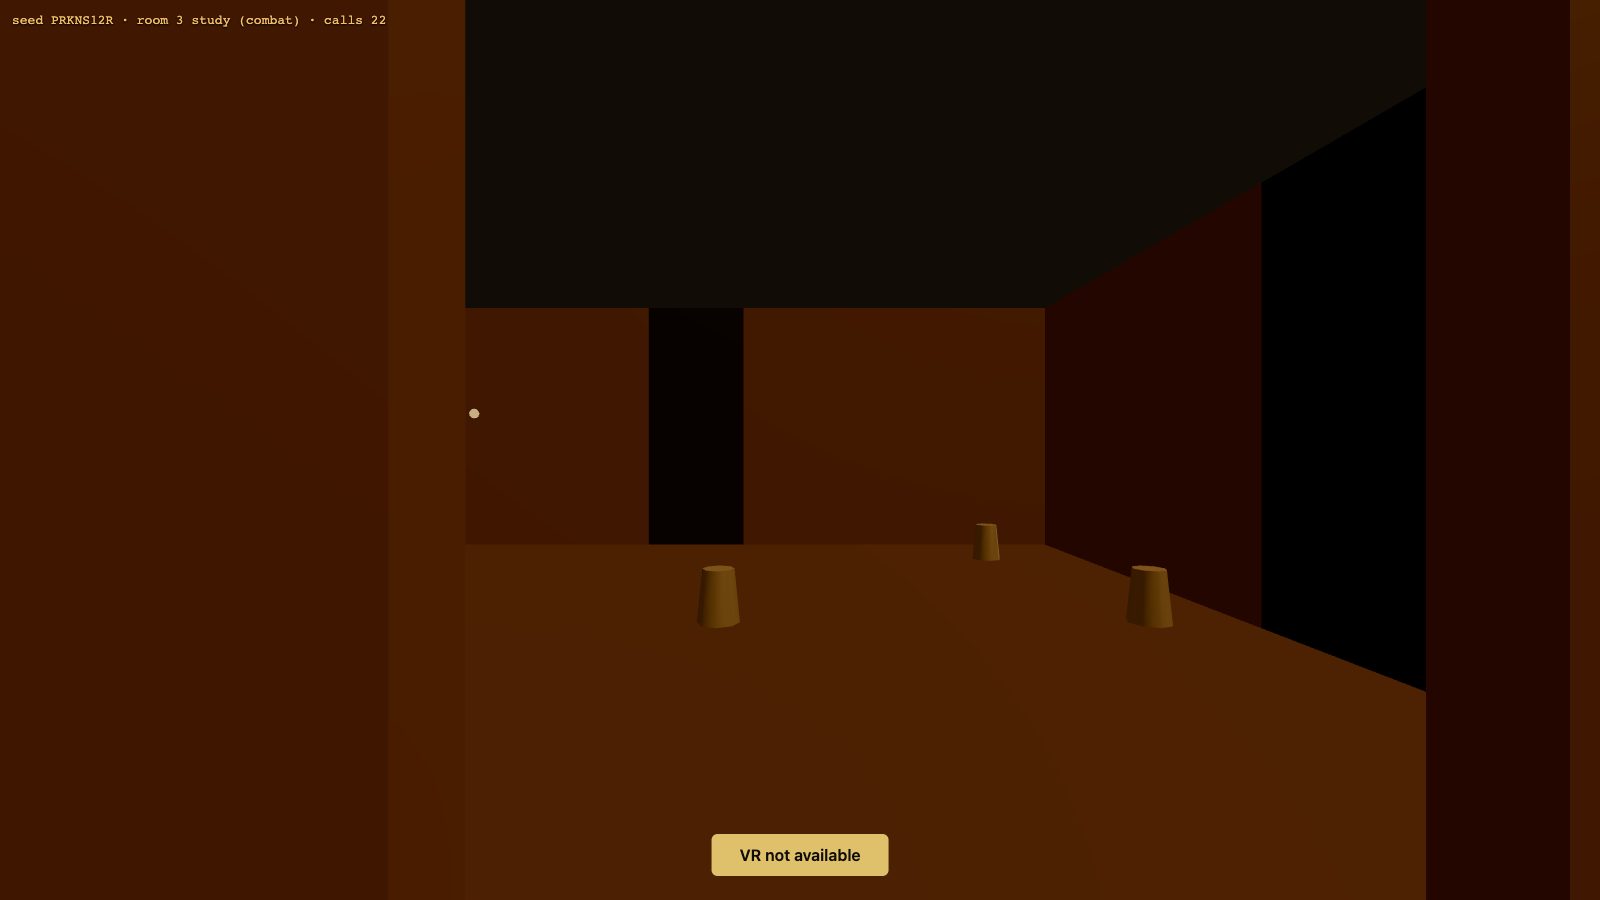 seed PRKNS12R · room 3 study (combat) · calls 22
VR not available